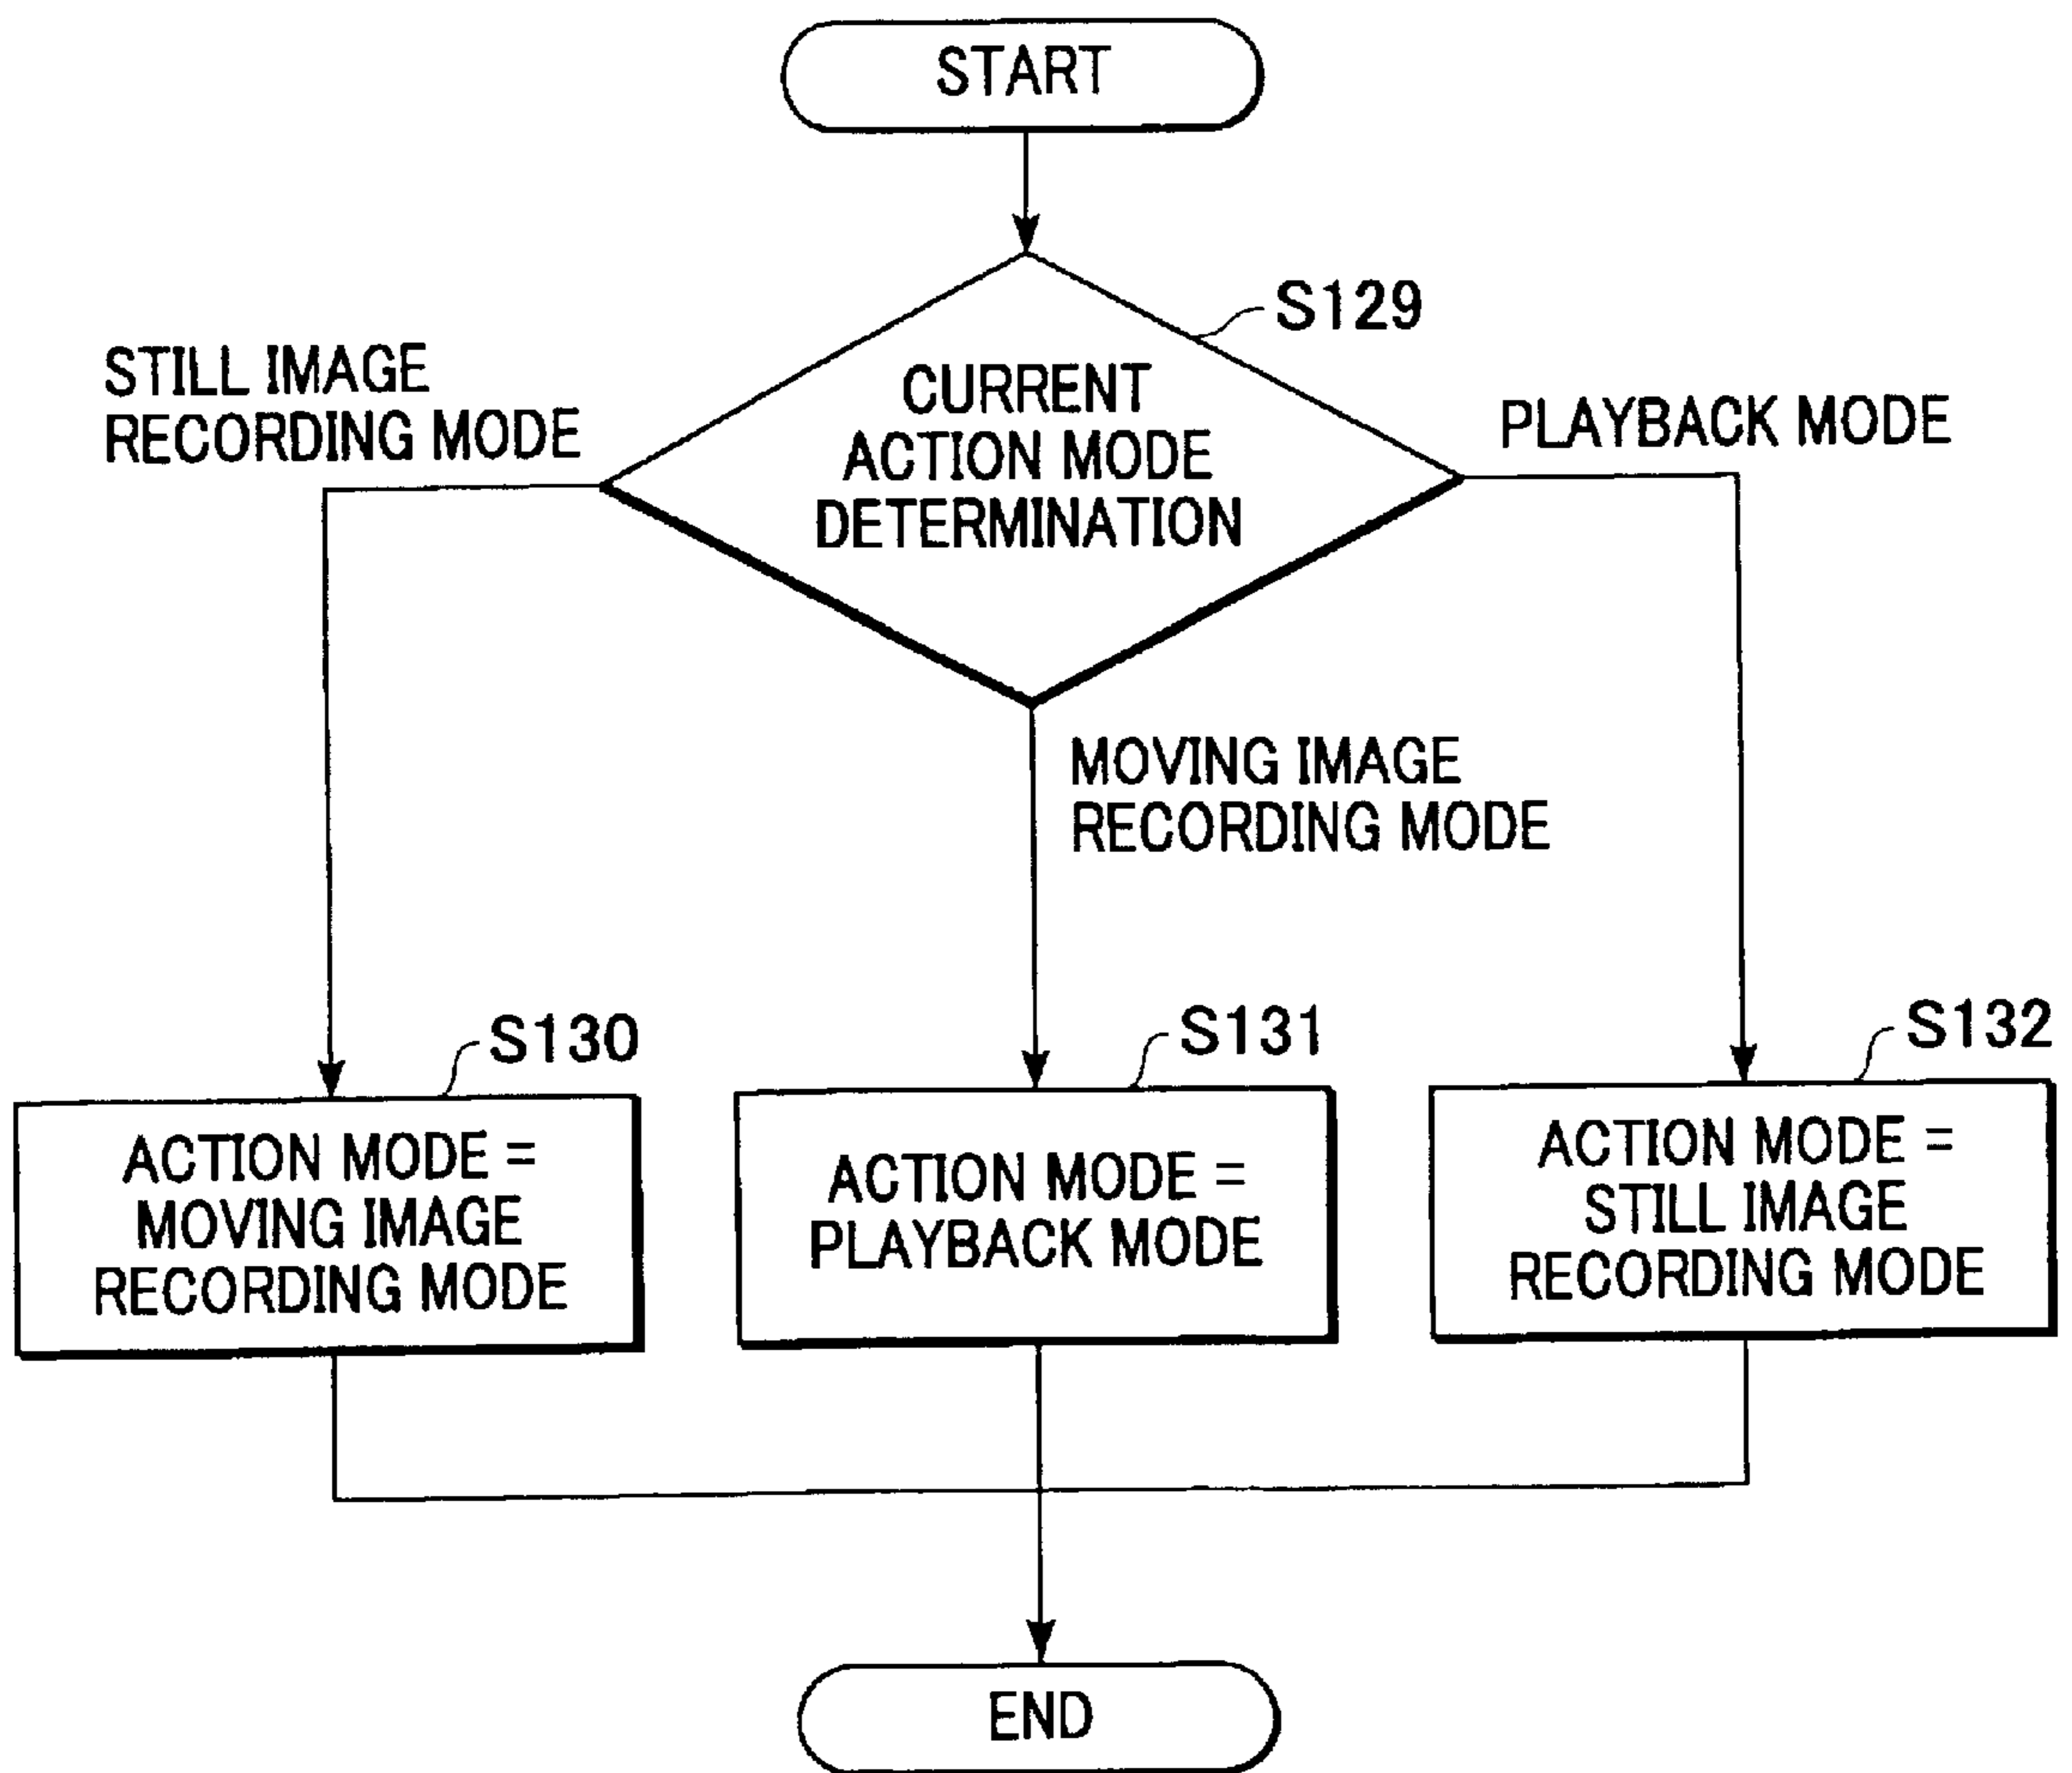 START
S129
CURRENT
ACTION MODE
DETERMINATION
STILL IMAGE
RECORDING MODE
PLAYBACK MODE
MOVING IMAGE
RECORDING MODE
S130
ACTION MODE =
MOVING IMAGE
RECORDING MODE
S131
ACTION MODE =
PLAYBACK MODE
S132
ACTION MODE =
STILL IMAGE
RECORDING MODE
END